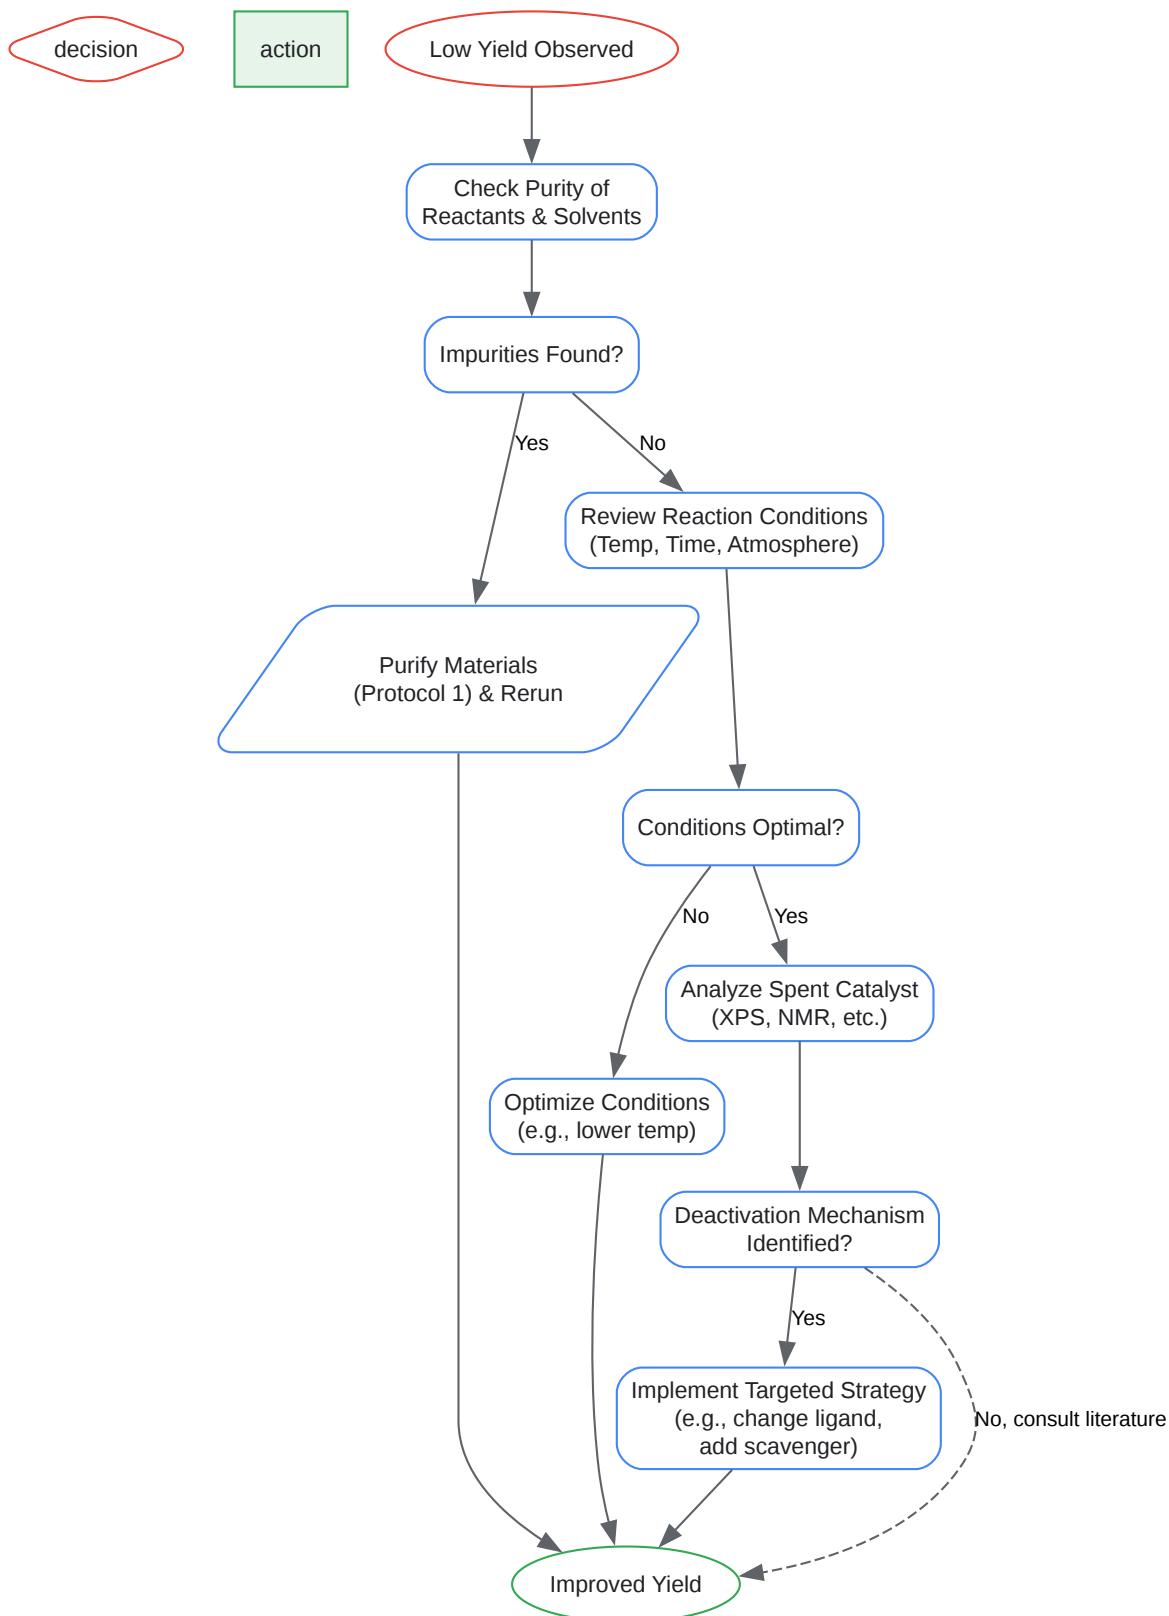 decision
action
Low Yield Observed
Check Purity of
Reactants & Solvents
Impurities Found?
Yes
No
Review Reaction Conditions
(Temp, Time, Atmosphere)
Purify Materials
(Protocol 1) & Rerun
Conditions Optimal?
No
Yes
Analyze Spent Catalyst
(XPS, NMR, etc.)
Optimize Conditions
(e.g., lower temp)
Deactivation Mechanism
Identified?
Yes
Implement Targeted Strategy
(e.g., change ligand,
add scavenger)
No, consult literature
Improved Yield